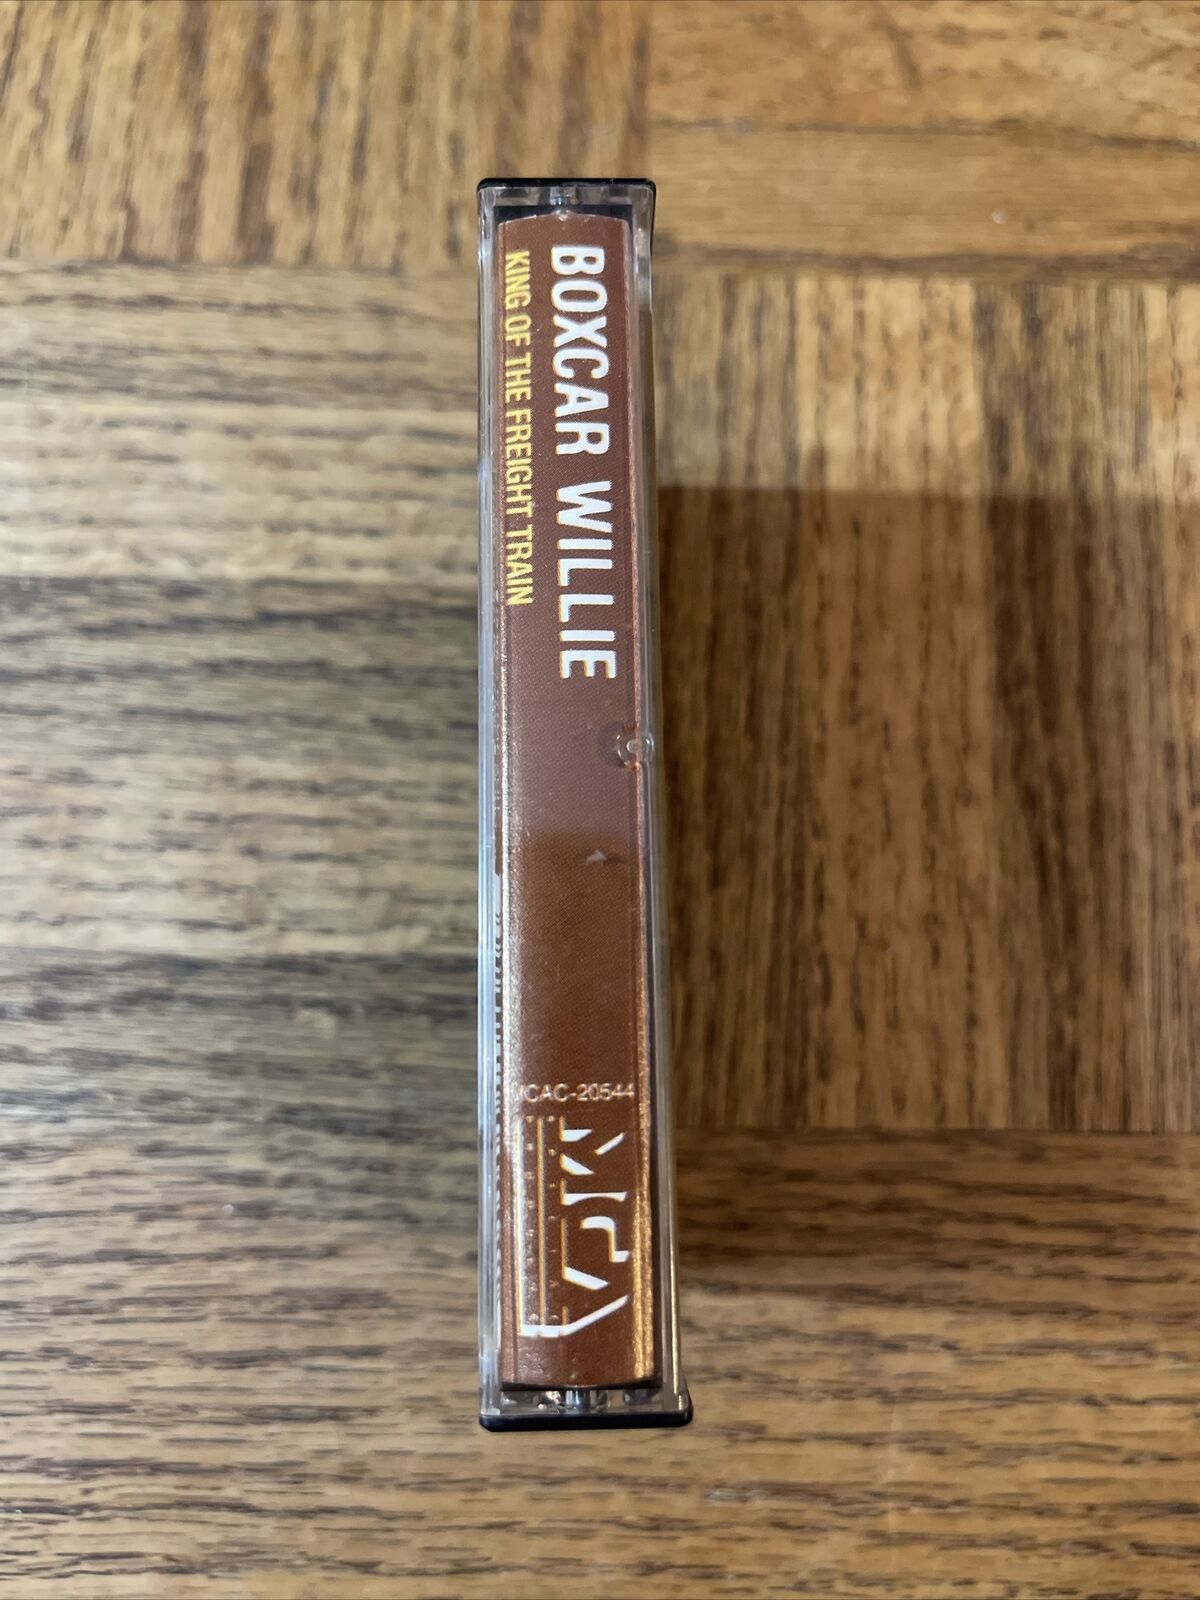 BOXCAR WILLIE
KING OF THE FREIGHT TRAIN
MCAC-20544
MCA